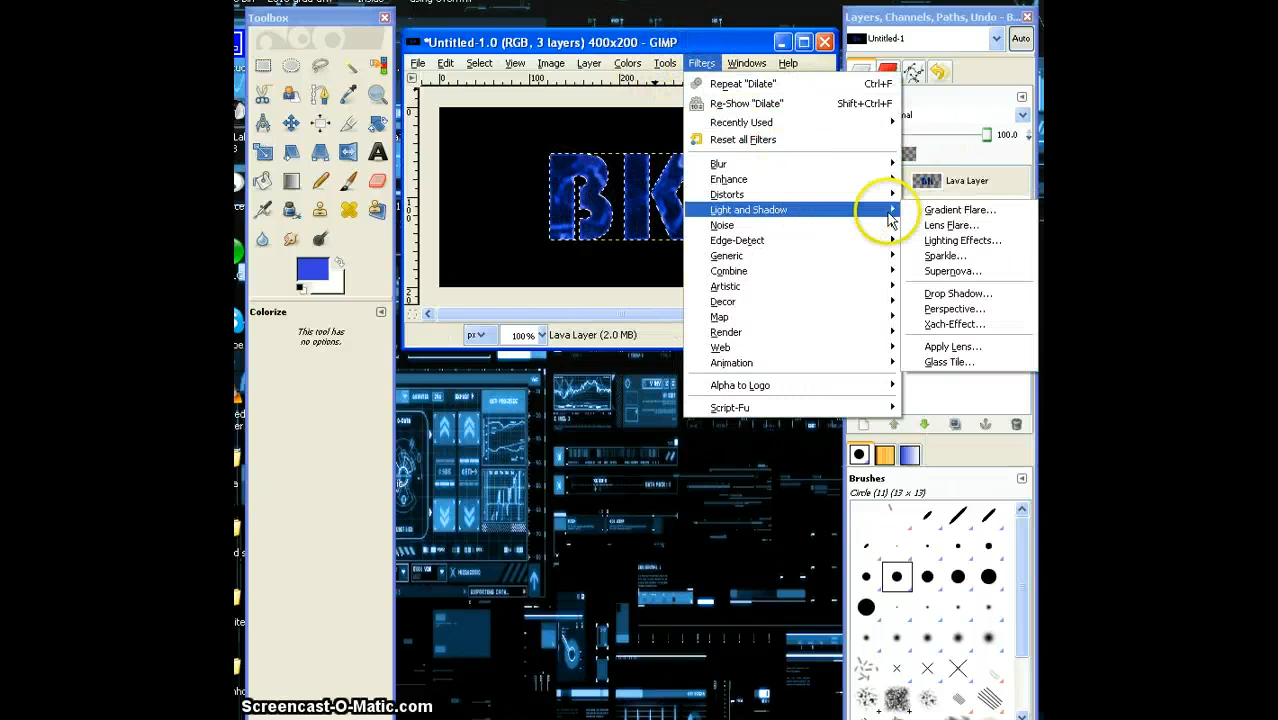 Toolbox
Colorize
This tool has
no options.
*Untitled-1.0 (RGB, 3 layers) 400x200 - GIMP
File Edit Select View Image Layer Colors Tools Filters Windows Help
0 100 200
px 100% Lava Layer (2.0 MB)
Repeat "Dilate" Ctrl+F
Re-Show "Dilate" Shift+Ctrl+F
Recently Used
Reset all Filters
Blur
Enhance
Distorts
Light and Shadow
Noise
Edge-Detect
Generic
Combine
Artistic
Decor
Map
Render
Web
Animation
Alpha to Logo
Script-Fu
Gradient Flare...
Lens Flare...
Lighting Effects...
Sparkle...
Supernova...
Drop Shadow...
Perspective...
Xach-Effect...
Apply Lens...
Glass Tile...
Layers, Channels, Paths, Undo - B...
Untitled-1 Auto
100.0
Lava Layer
Brushes
Circle (11) (13 x 13)
Screencast-O-Matic.com